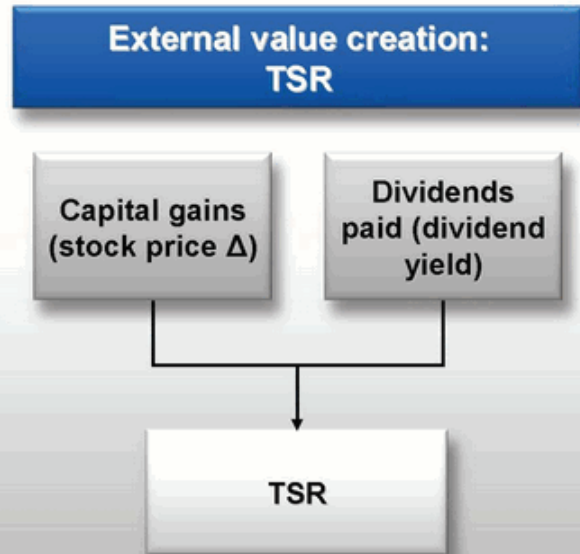 External value creation:
TSR
Capital gains
(stock price Δ)
Dividends
paid (dividend
yield)
TSR